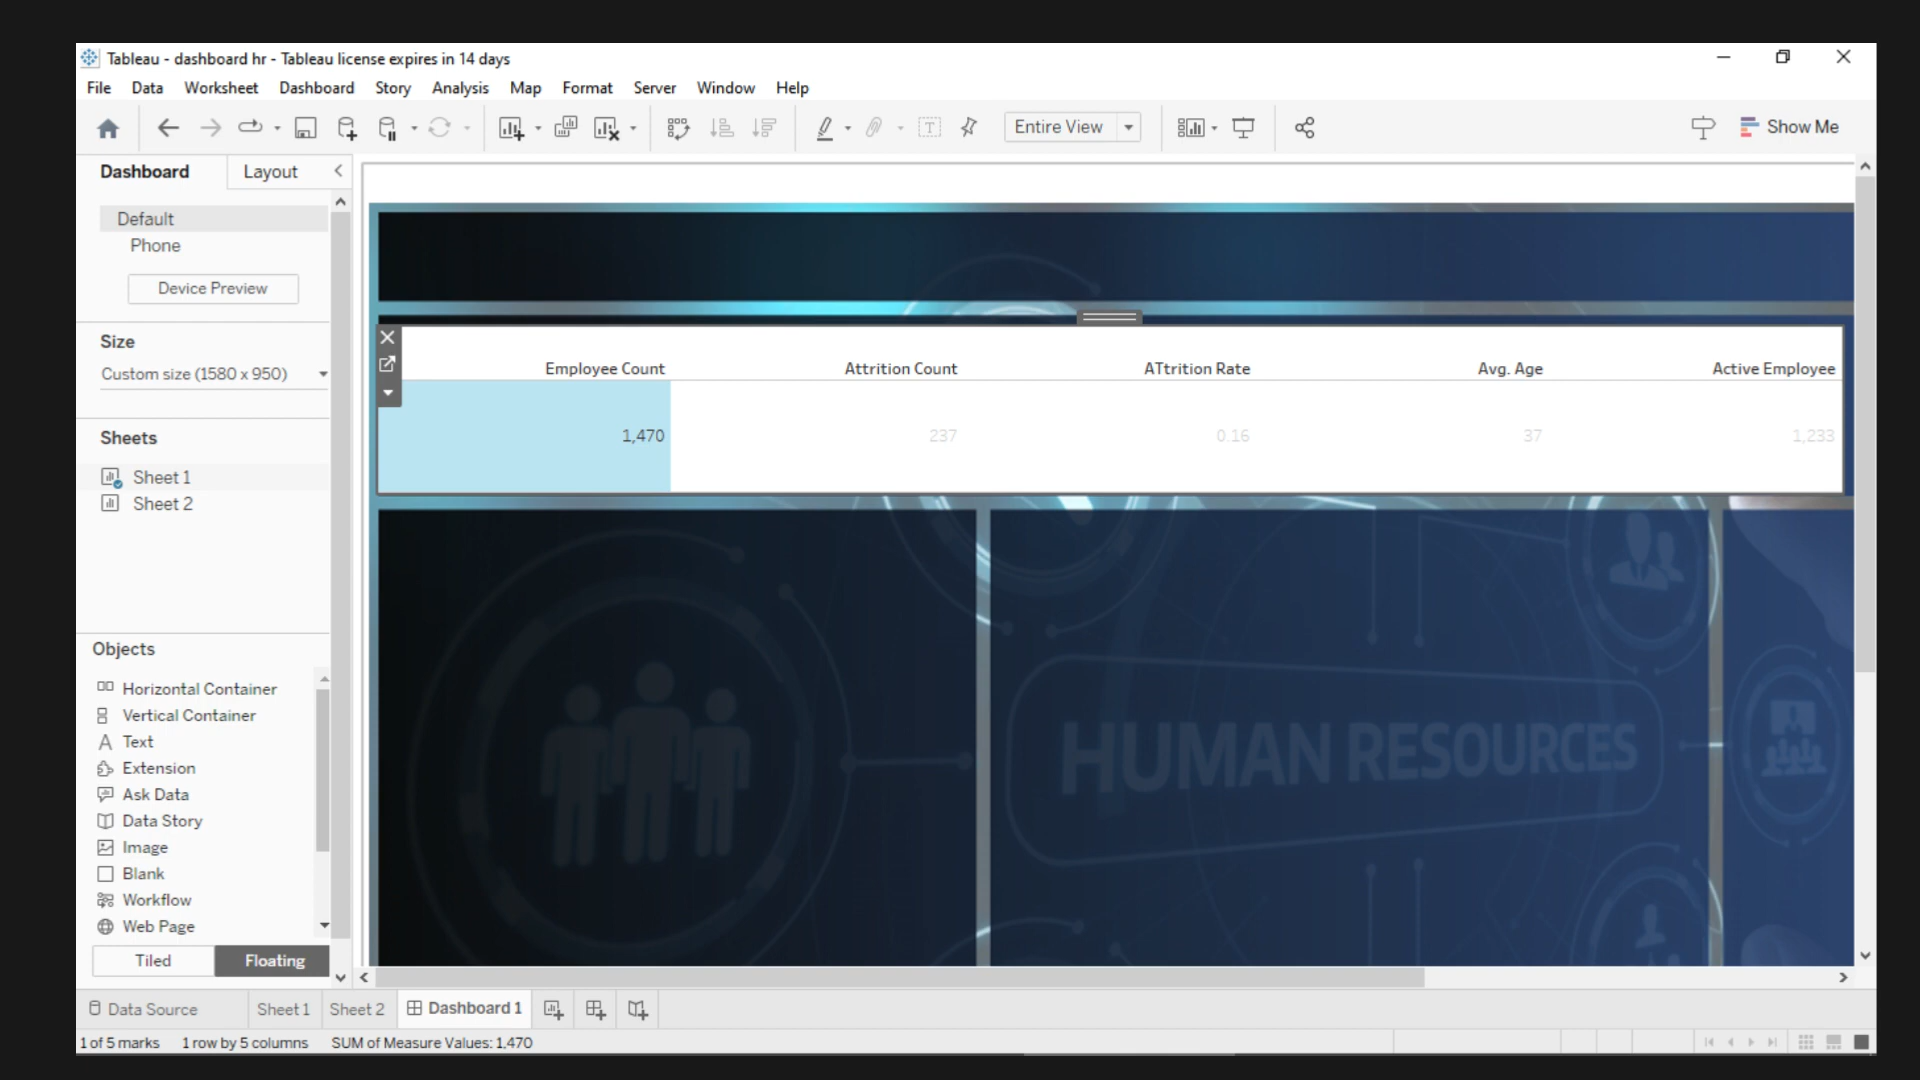 Tableau - dashboard hr - Tableau license expires in 14 days
File Data Worksheet Dashboard Story Analysis Map Format Server Window Help
Entire View
Show Me
Dashboard Layout
Default
Phone
Device Preview
Size
Custom size (1580 x 950)
Sheets
Sheet 1
Sheet 2
Objects
Horizontal Container
Vertical Container
Text
Extension
Ask Data
Data Story
Image
Blank
Workflow
Web Page
Tiled Floating
Employee Count Attrition Count ATtrition Rate Avg. Age Active Employee
1,470 237 0.16 37 1,233
HUMAN RESOURCES
Data Source Sheet 1 Sheet 2 Dashboard 1
1 of 5 marks 1 row by 5 columns SUM of Measure Values: 1,470